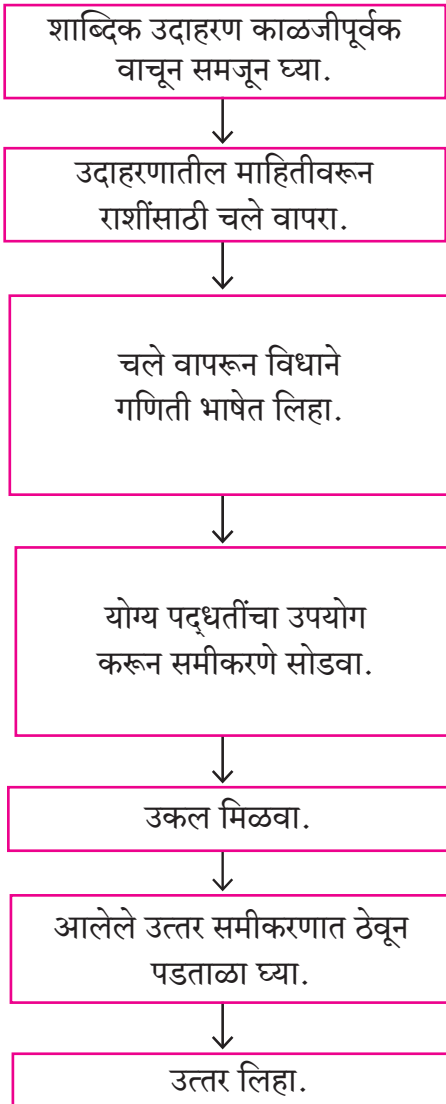 शाब्दिक उदाहरण काळजीपूर्वक
वाचून समजून घ्या.
उदाहरणातील माहितीवरून
राशींसाठी चले वापरा.
चले वापरून विधाने
गणिती भाषेत लिहा.
योग्य पद्धतींचा उपयोग
करून समीकरणे सोडवा.
उकल मिळवा.
आलेले उत्तर समीकरणात ठेवून
पडताळा घ्या.
उत्तर लिहा.